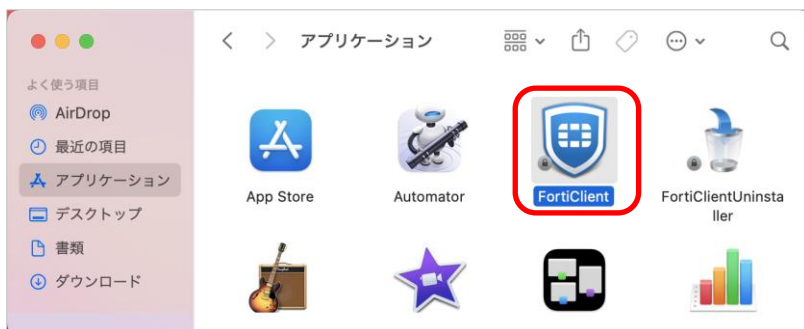 アプリケーション
よく使う項目
AirDrop
最近の項目
アプリケーション
デスクトップ
書類
ダウンロード
App Store
Automator
FortiClient
FortiClientUninsta
ller